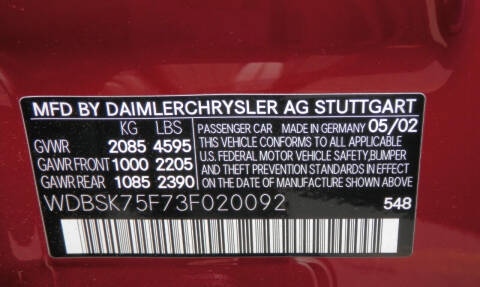 MFD BY DAIMLERCHRYSLER AG STUTTGART
KG LBS
GVWR 2085 4595
GAWR FRONT 1000 2205
GAWR REAR 1085 2390
PASSENGER CAR MADE IN GERMANY 05/02
THIS VEHICLE CONFORMS TO ALL APPLICABLE
U.S. FEDERAL MOTOR VEHICLE SAFETY, BUMPER
AND THEFT PREVENTION STANDARDS IN EFFECT
ON THE DATE OF MANUFACTURE SHOWN ABOVE
WDBSK75F73F020092
548